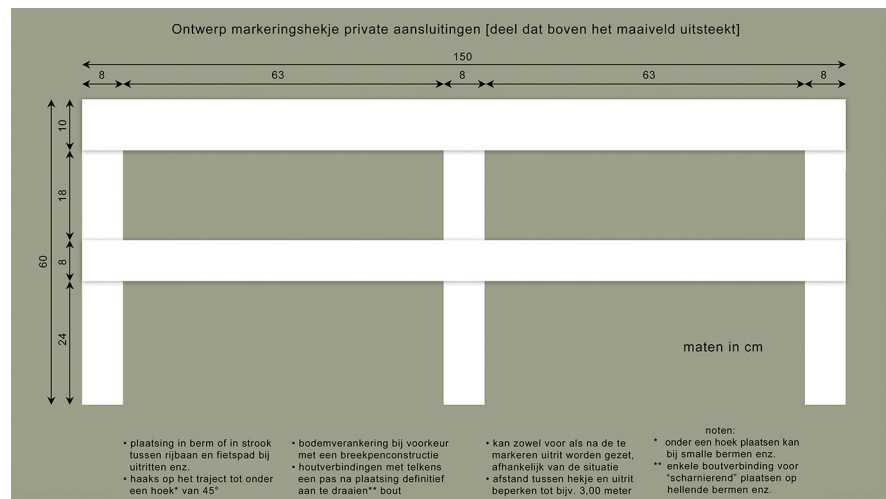 Ontwerp markeringshekje private aansluitingen [deel dat boven het maaiveld uitsteekt]
150
8 63 8 63 8
10
18
60
8
24
maten in cm
• plaatsing in berm of in strook
tussen rijbaan en fietspad bij
uitritten enz.
• haaks op het traject tot onder
een hoek* van 45°
• bodemverankering bij voorkeur
met een breekpenconstructie
• houtverbindingen met telkens
een pas na plaatsing definitief
aan te draaien** bout
• kan zowel voor als na de te
markeren uitrit worden gezet,
afhankelijk van de situatie
• afstand tussen hekje en uitrit
beperken tot bijv. 3,00 meter
noten:
* onder een hoek plaatsen kan
bij smalle bermen enz.
** enkele boutverbinding voor
"scharnierend" plaatsen op
hellende bermen enz.